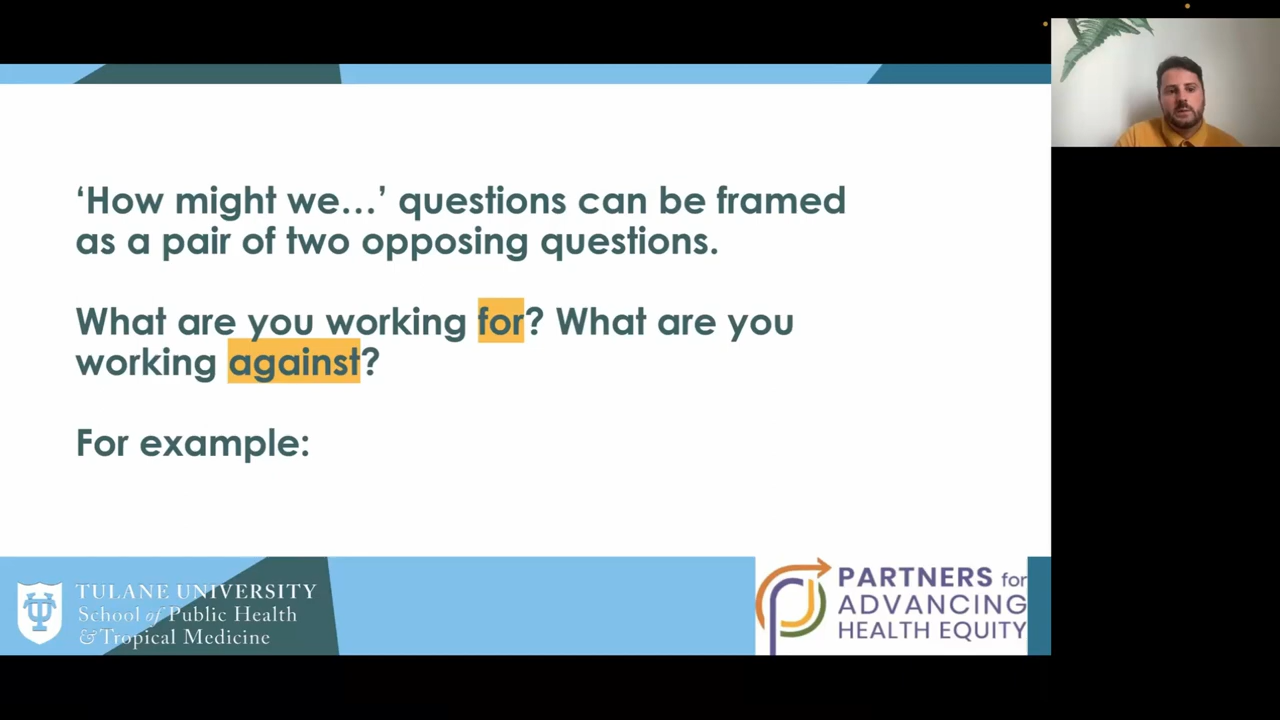 ‘How might we…’ questions can be framed
as a pair of two opposing questions.
What are you working for? What are you
working against?
For example:
TULANE UNIVERSITY
School of Public Health
& Tropical Medicine
PARTNERS for
ADVANCING
HEALTH EQUITY